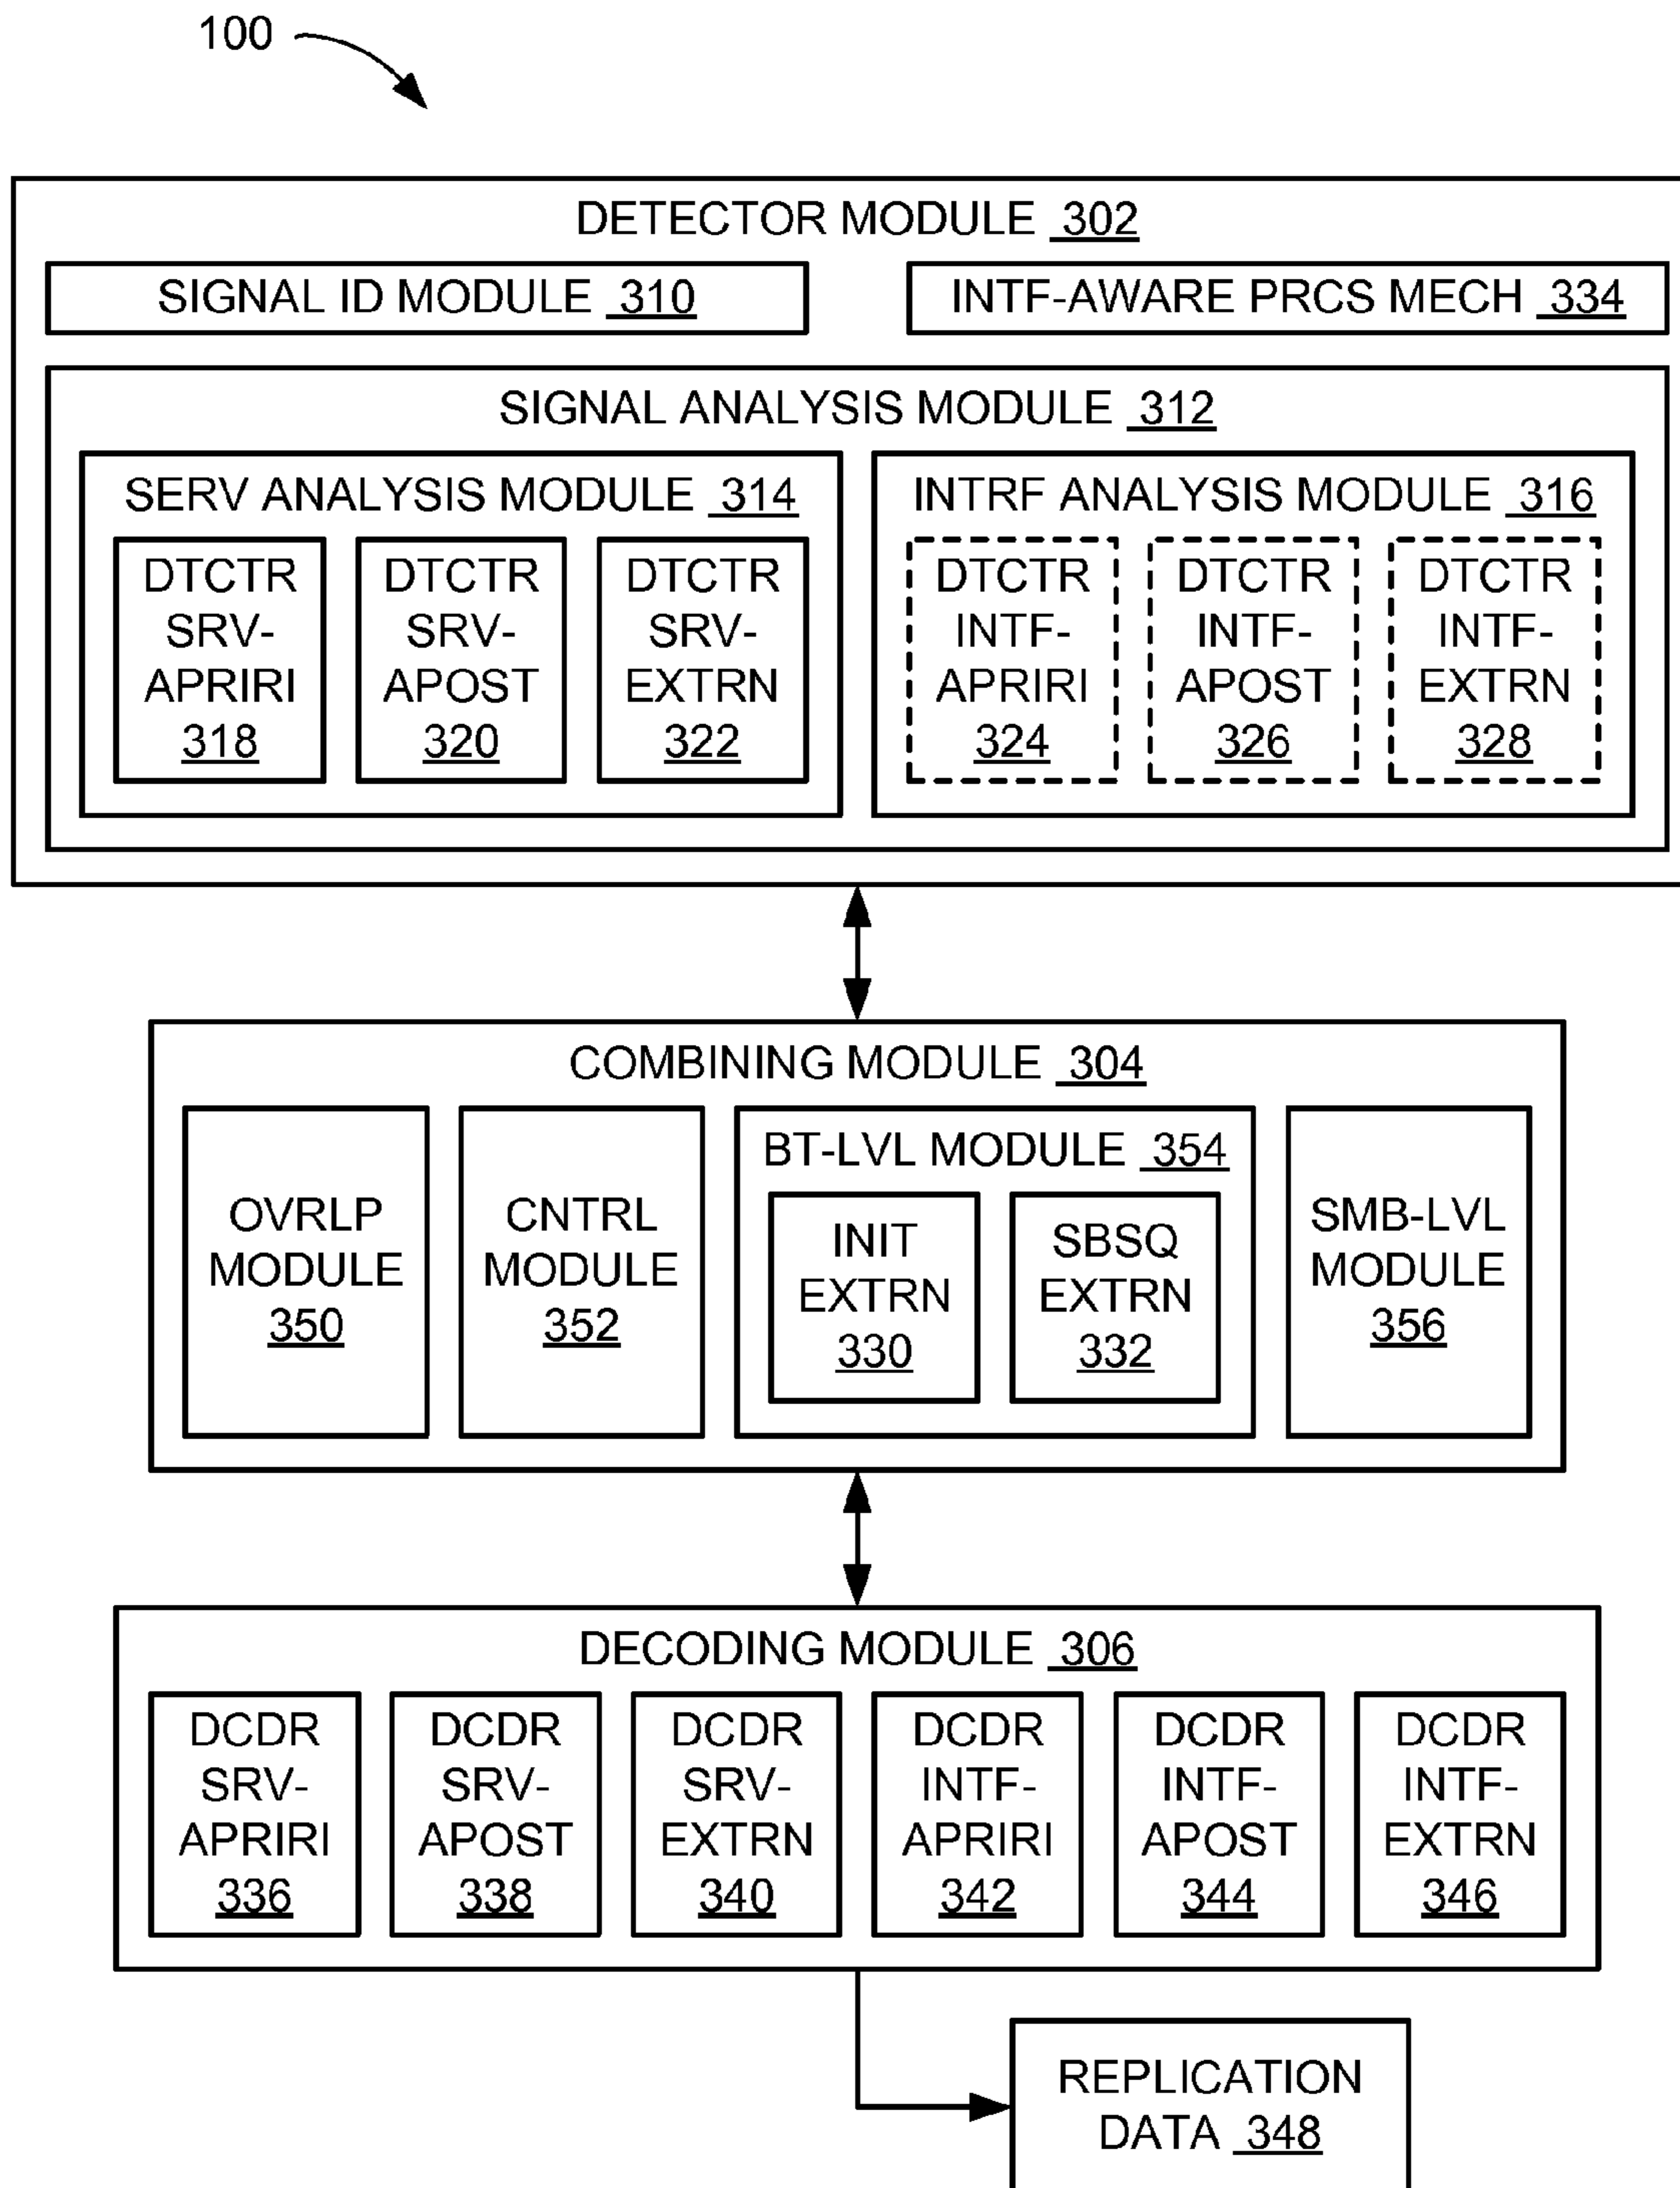 100
DETECTOR MODULE 302
SIGNAL ID MODULE 310
INTF-AWARE PRCS MECH 334
SIGNAL ANALYSIS MODULE 312
SERV ANALYSIS MODULE 314
DTCTR
SRV-
APRIRI
318
DTCTR
SRV-
APOST
320
DTCTR
SRV-
EXTRN
322
INTRF ANALYSIS MODULE 316
DTCTR
INTF-
APRIRI
324
DTCTR
INTF-
APOST
326
DTCTR
INTF-
EXTRN
328
COMBINING MODULE 304
OVRLP
MODULE
350
CNTRL
MODULE
352
BT-LVL MODULE 354
INIT
EXTRN
330
SBSQ
EXTRN
332
SMB-LVL
MODULE
356
DECODING MODULE 306
DCDR
SRV-
APRIRI
336
DCDR
SRV-
APOST
338
DCDR
SRV-
EXTRN
340
DCDR
INTF-
APRIRI
342
DCDR
INTF-
APOST
344
DCDR
INTF-
EXTRN
346
REPLICATION
DATA 348